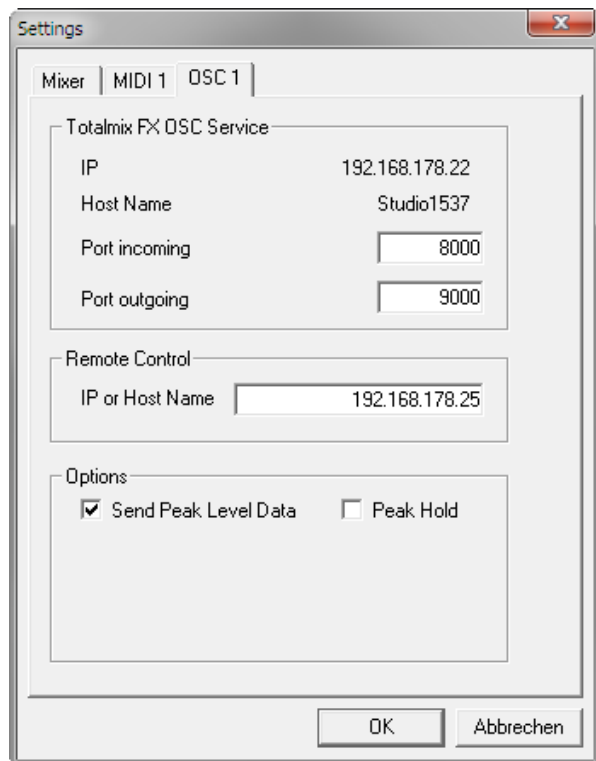 Settings
Mixer MIDI 1 OSC 1
Totalmix FX OSC Service
IP 192.168.178.22
Host Name Studio1537
Port incoming 8000
Port outgoing 9000
Remote Control
IP or Host Name 192.168.178.25
Options
Send Peak Level Data Peak Hold
OK Abbrechen